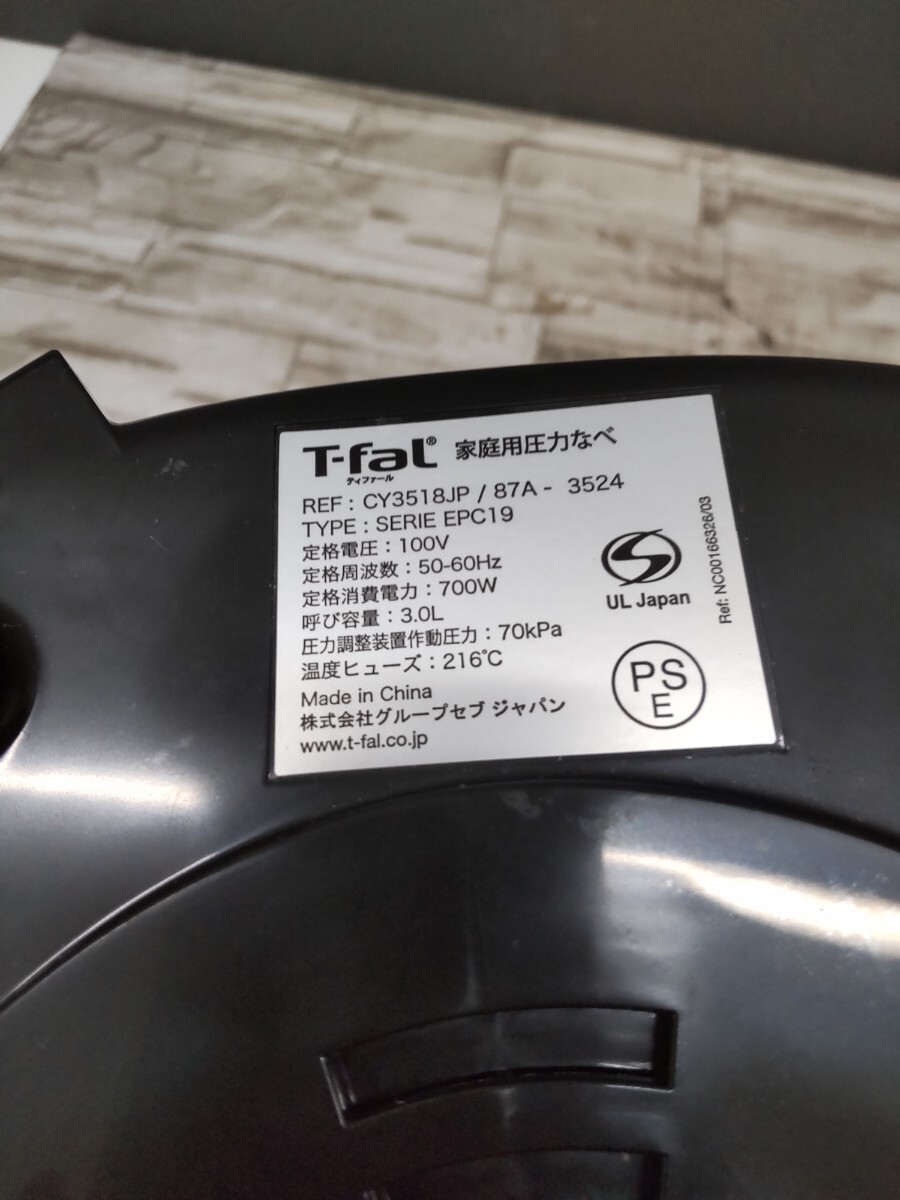 T-fal® 家庭用圧力なべ
ティファール
REF : CY3518JP / 87A - 3524
TYPE : SERIE EPC19
定格電圧 : 100V
定格周波数 : 50-60Hz
定格消費電力 : 700W
呼び容量 : 3.0L
圧力調整装置作動圧力 : 70kPa
温度ヒューズ : 216℃
Made in China
株式会社グループセブ ジャパン
www.t-fal.co.jp
S
UL Japan
PS
E
Ref: NC00166326/03